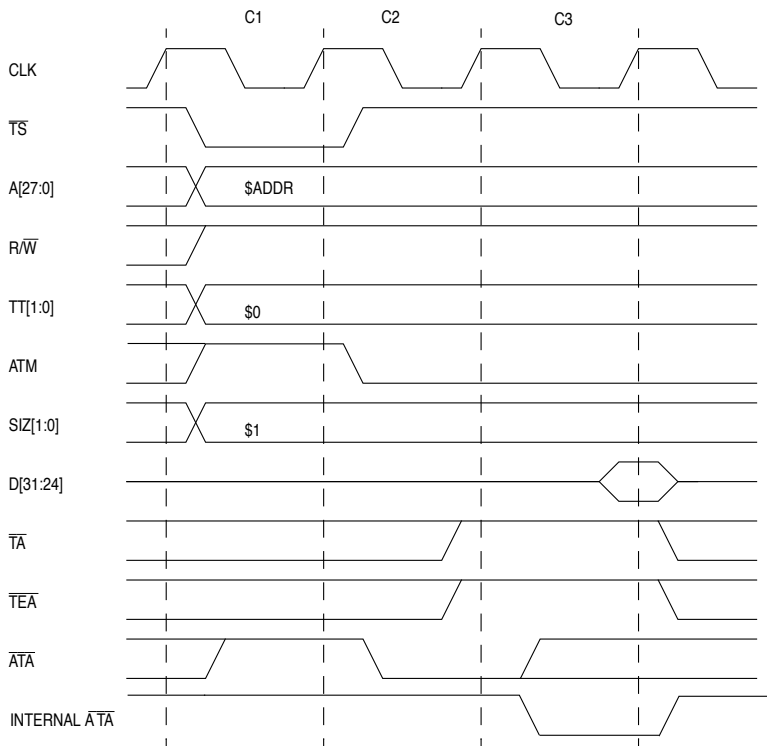 C1 C2 C3
CLK
TS
A[27:0] $ADDR
R/W
TT[1:0] $0
ATM
SIZ[1:0] $1
D[31:24]
TA
TEA
ATA
INTERNAL ATA